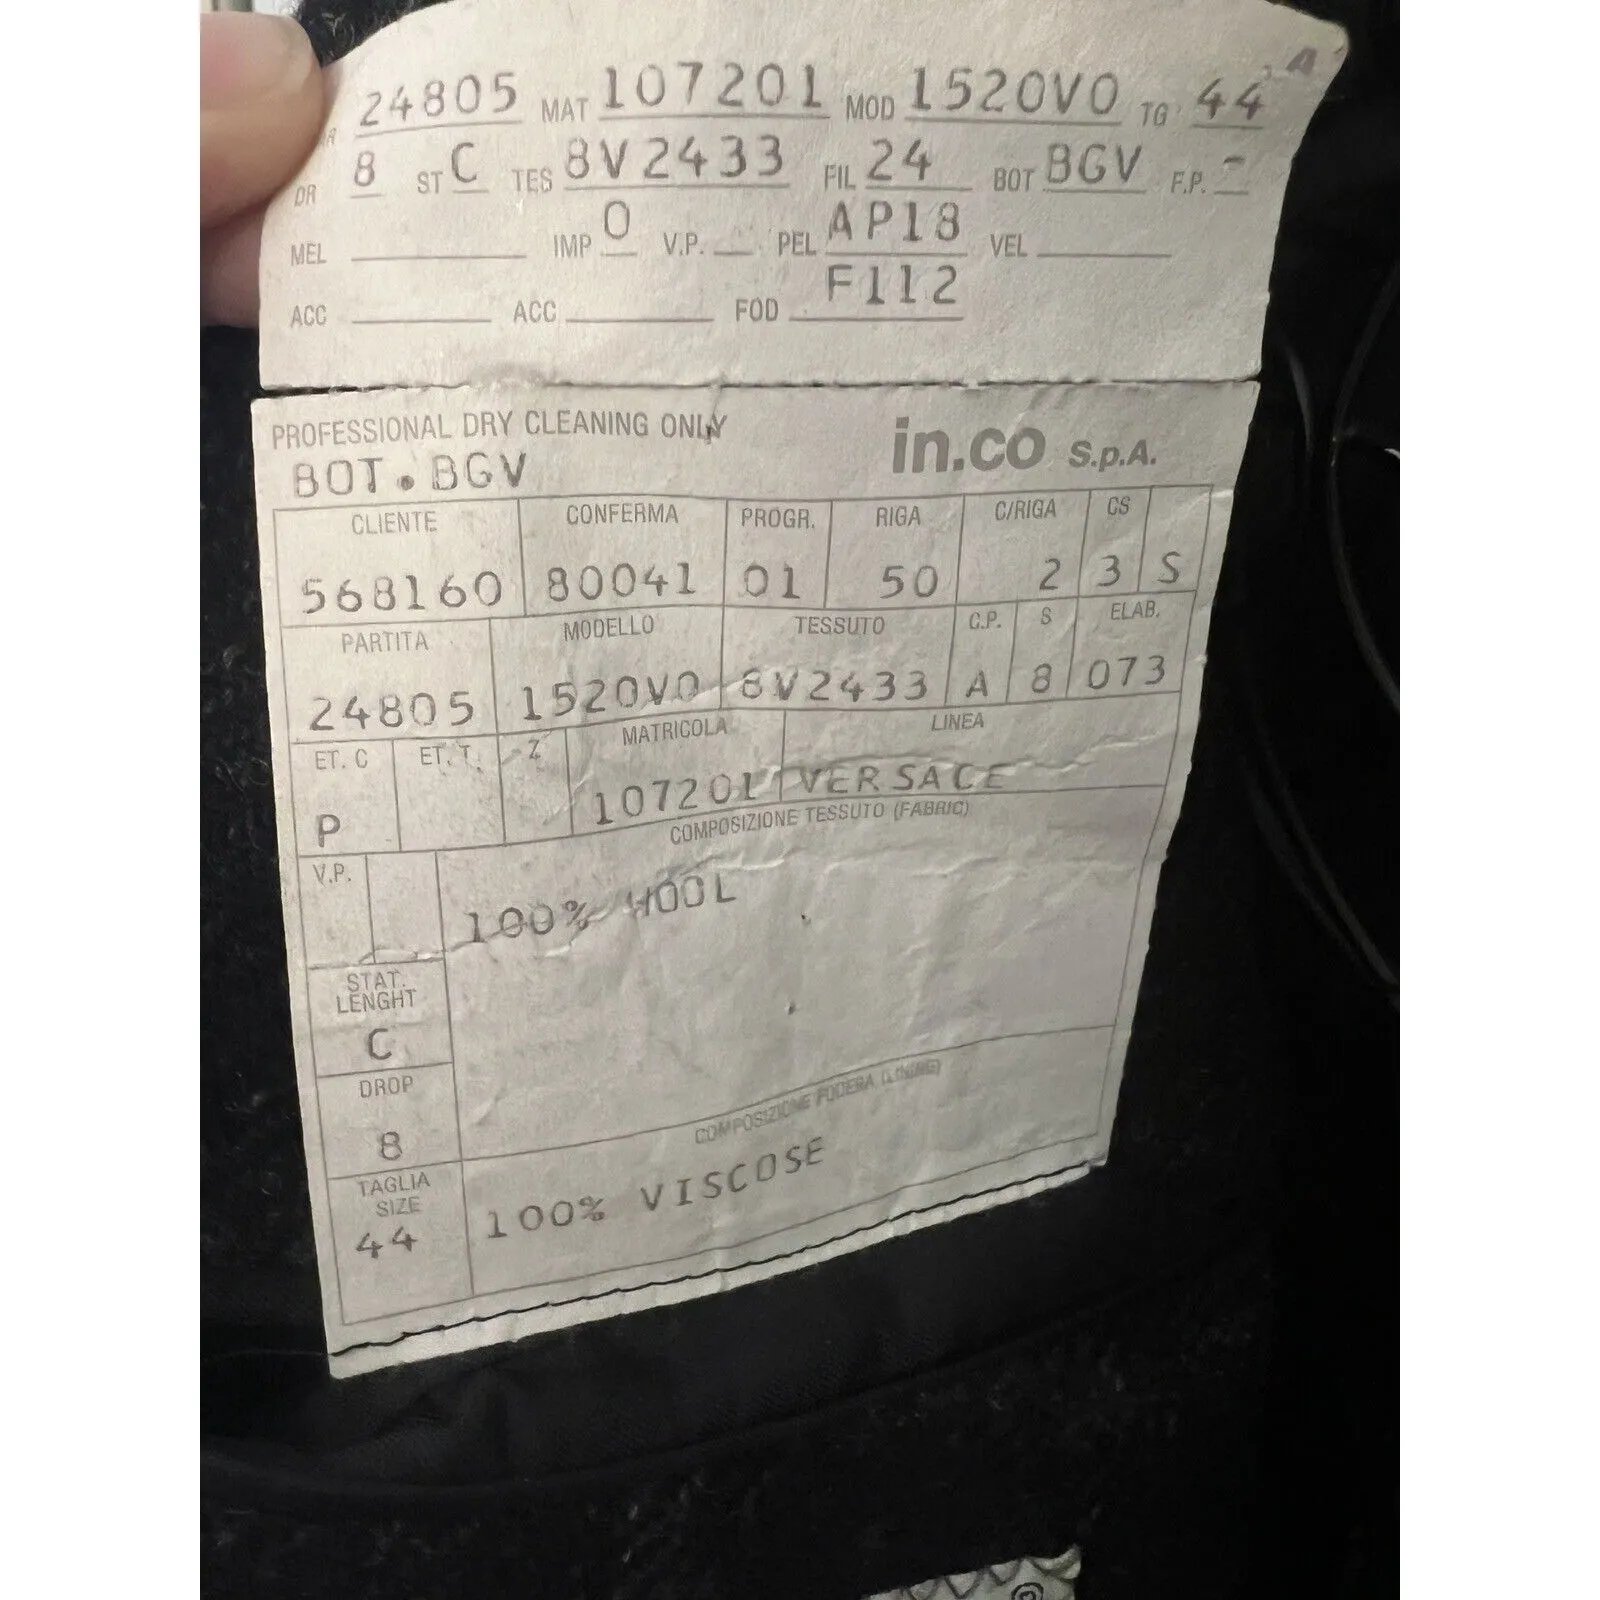 24805 MAT 107201 MOD 1520V0 TG 44
DR 8 ST C TES 8V2433 FIL 24 BOT BGV F.P. -
MEL IMP 0 V.P. PEL AP18 VEL
ACC ACC FOD F112
PROFESSIONAL DRY CLEANING ONLY
in.co S.p.A.
BOT.BGV
CLIENTE CONFERMA PROGR. RIGA C/RIGA CS
568160 80041 01 50 2 3 S
PARTITA MODELLO TESSUTO C.P. S ELAB.
24805 1520V0 8V2433 A 8 073
ET. C ET. T. Z MATRICOLA LINEA
P 107201 VERSACE
COMPOSIZIONE TESSUTO (FABRIC)
V.P.
100% WOOL
STAT.
LENGHT
C
DROP
8
COMPOSIZIONE FODERA (LINING)
TAGLIA
SIZE
44
100% VISCOSE